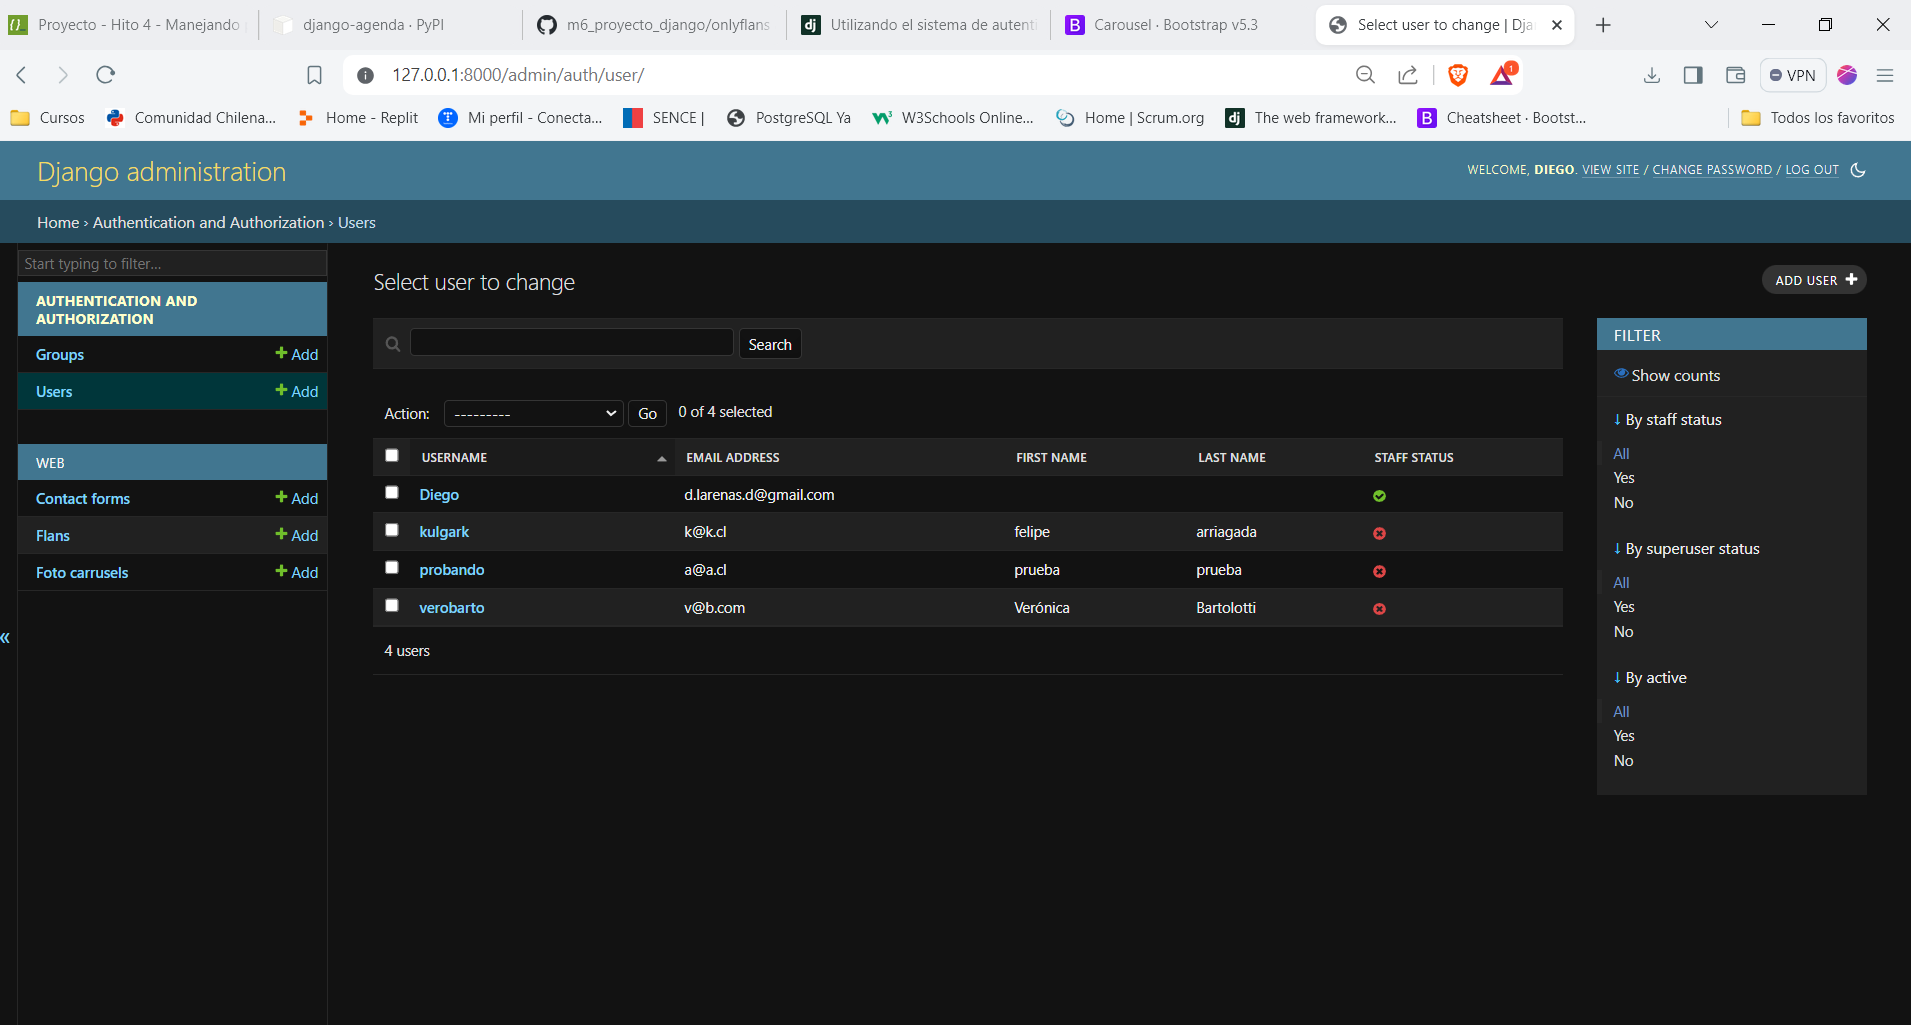 Proyecto - Hito 4 - Manejando
django-agenda · PyPI
m6_proyecto_django/onlyflans
Utilizando el sistema de autenti
Carousel · Bootstrap v5.3
Select user to change | Dja
127.0.0.1:8000/admin/auth/user/
1
VPN
Cursos
Comunidad Chilena...
Home - Replit
Mi perfil - Conecta...
SENCE |
PostgreSQL Ya
W3Schools Online...
Home | Scrum.org
The web framework...
Cheatsheet · Bootst...
Todos los favoritos
Django administration
WELCOME, DIEGO. VIEW SITE / CHANGE PASSWORD / LOG OUT
Home › Authentication and Authorization › Users
Start typing to filter...
AUTHENTICATION AND
AUTHORIZATION
Groups + Add
Users + Add
WEB
Contact forms + Add
Flans + Add
Foto carrusels + Add
«
Select user to change
ADD USER +
Search
Action: --------- Go 0 of 4 selected
USERNAME EMAIL ADDRESS FIRST NAME LAST NAME STAFF STATUS
Diego d.larenas.d@gmail.com
kulgark k@k.cl felipe arriagada
probando a@a.cl prueba prueba
verobarto v@b.com Verónica Bartolotti
4 users
FILTER
Show counts
↓ By staff status
All
Yes
No
↓ By superuser status
All
Yes
No
↓ By active
All
Yes
No